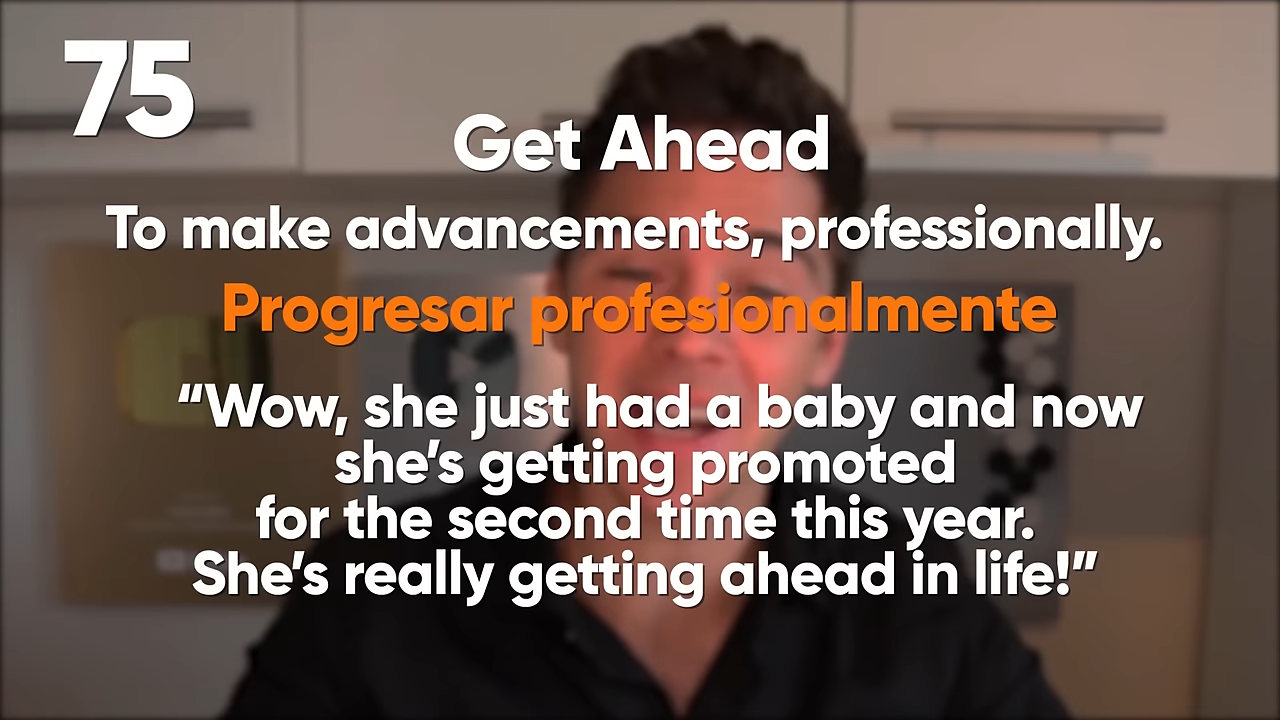 75
Get Ahead
To make advancements, professionally.
Progresar profesionalmente
“Wow, she just had a baby and now
she’s getting promoted
for the second time this year.
She’s really getting ahead in life!”